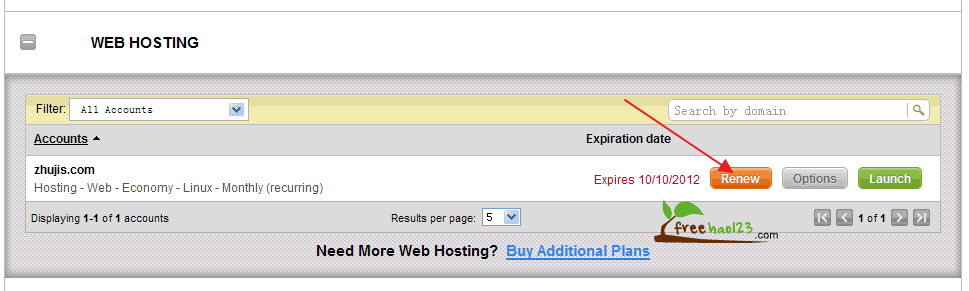 WEB HOSTING
Filter: All Accounts Search by domain
Accounts Expiration date
zhujis.com
Hosting - Web - Economy - Linux - Monthly (recurring) Expires 10/10/2012 Renew Options Launch
Displaying 1-1 of 1 accounts Results per page: 5 1 of 1
freehao123.com
Need More Web Hosting? Buy Additional Plans